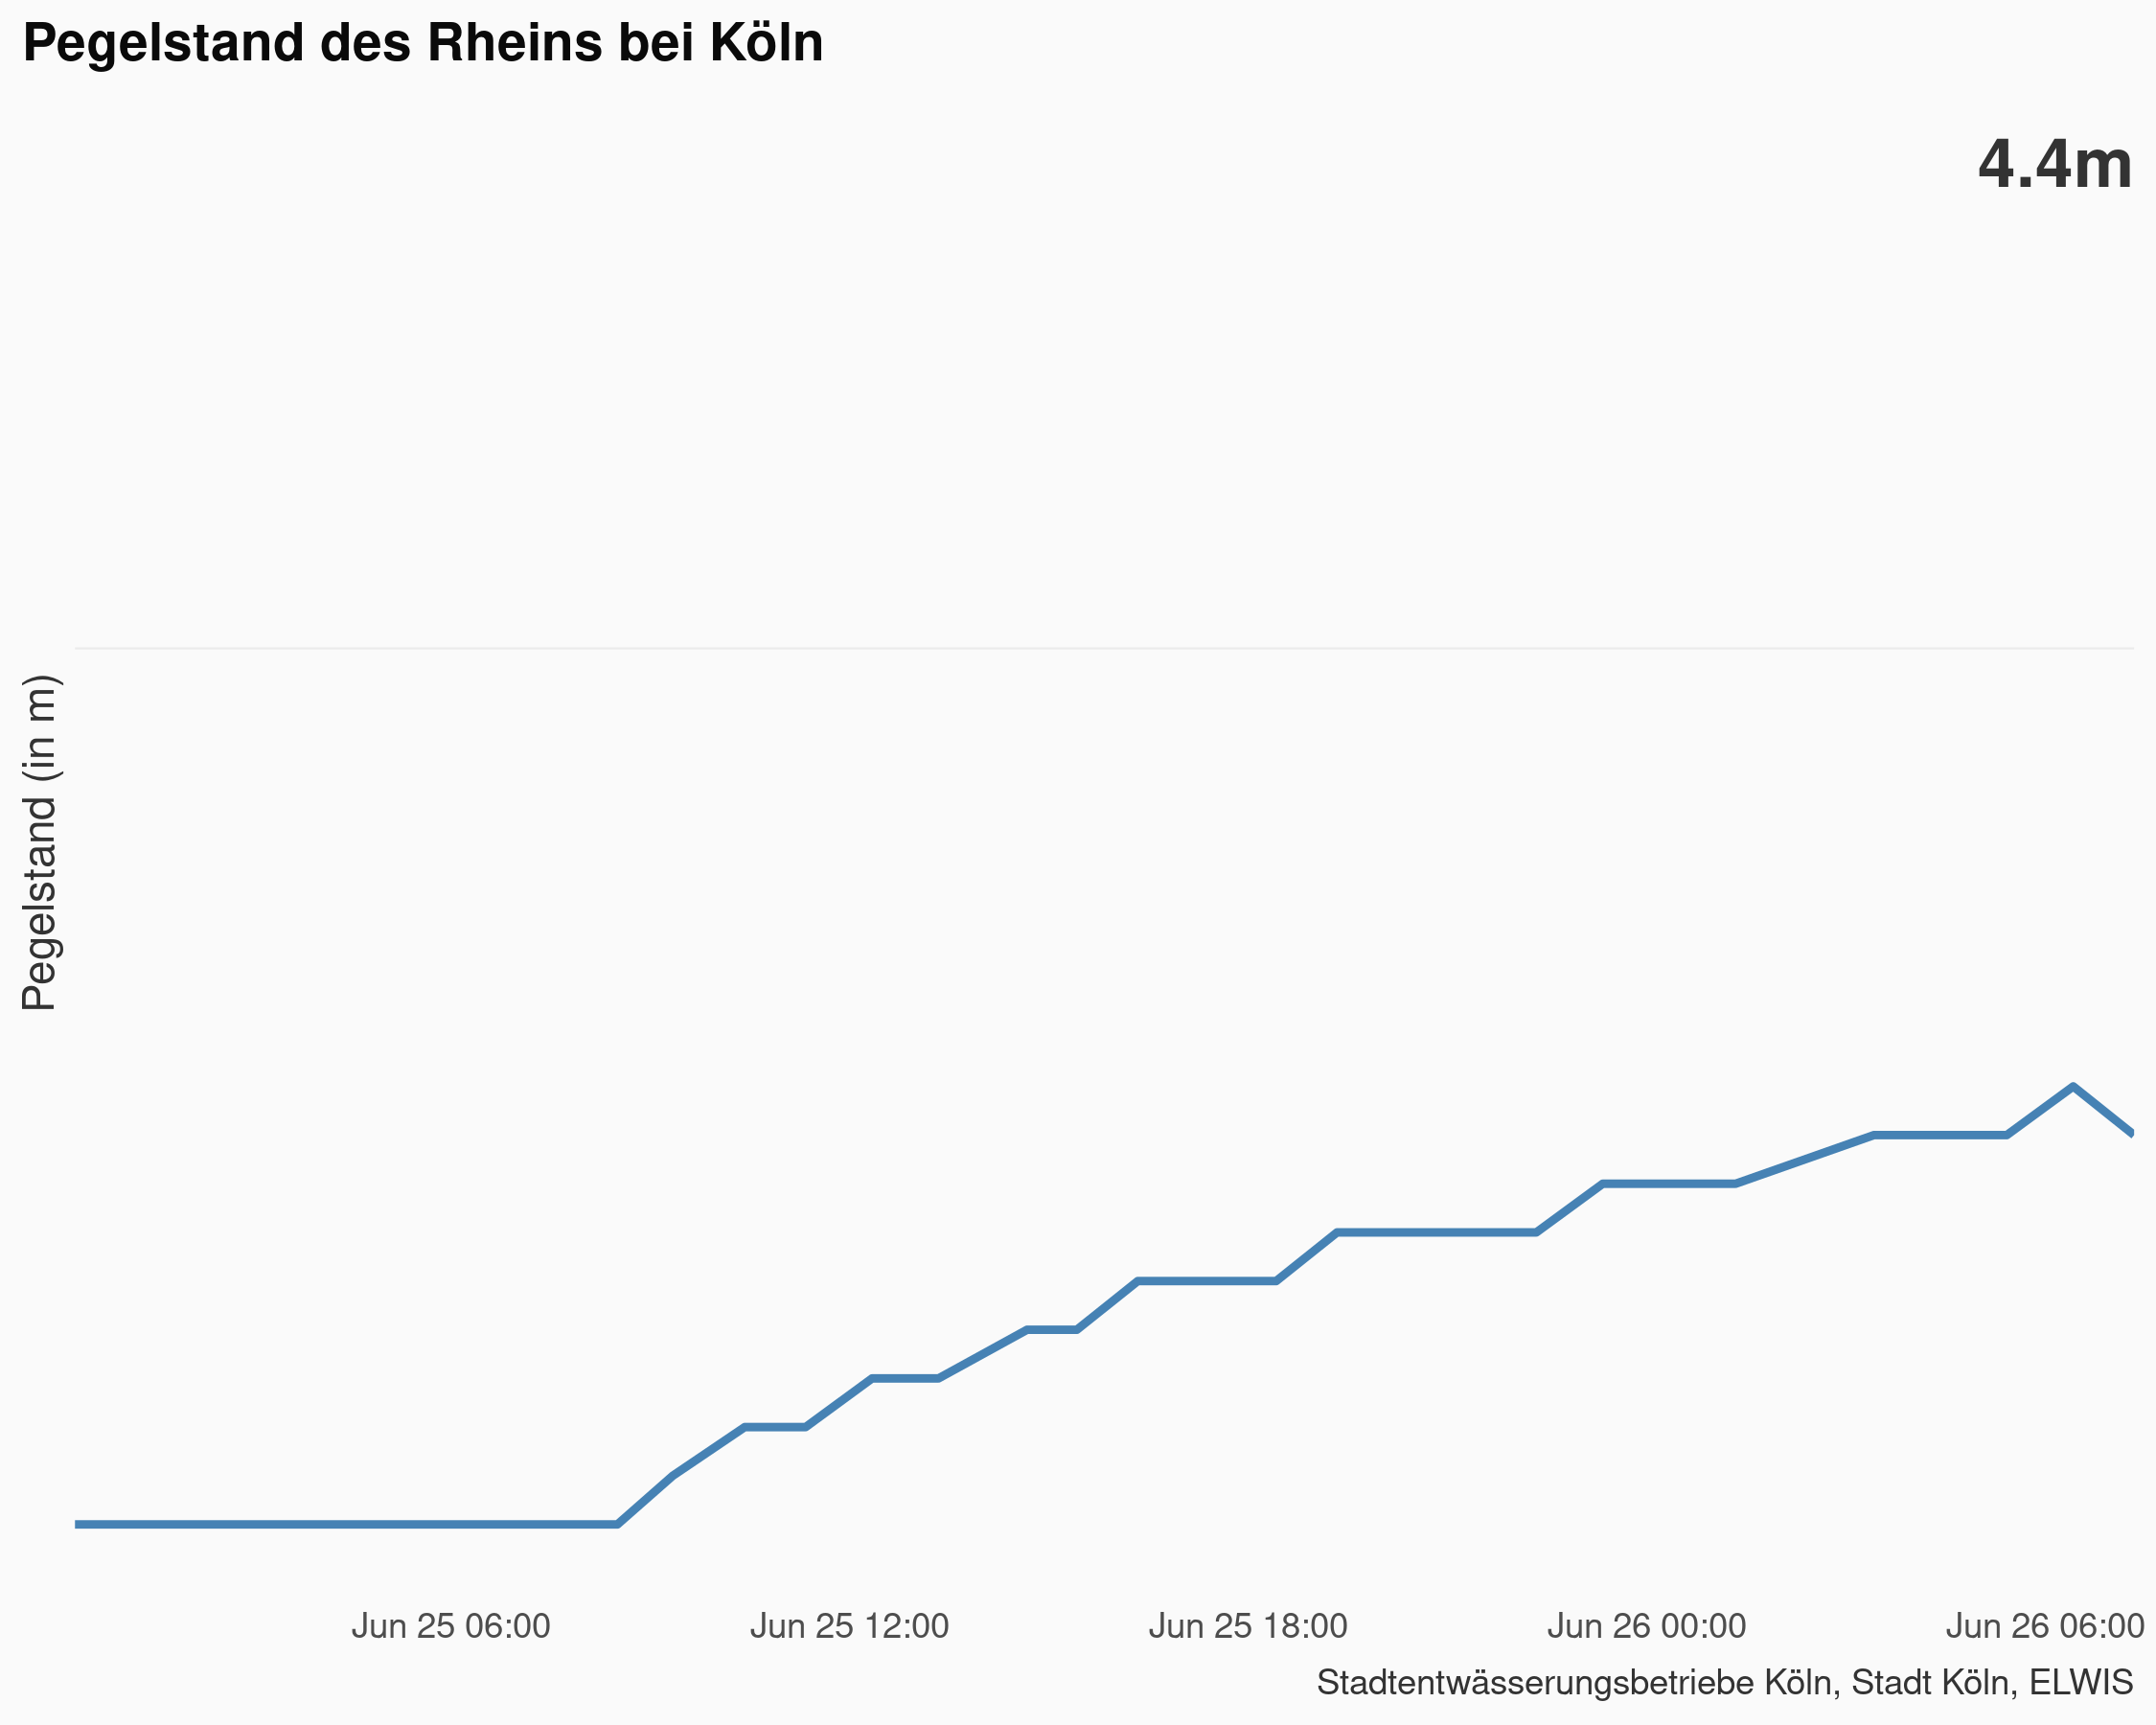 Pegelstand des Rheins bei Köln
4.4m
Pegelstand (in m)
Jun 25 06:00 Jun 25 12:00 Jun 25 18:00 Jun 26 00:00 Jun 26 06:00
Stadtentwässerungsbetriebe Köln, Stadt Köln, ELWIS